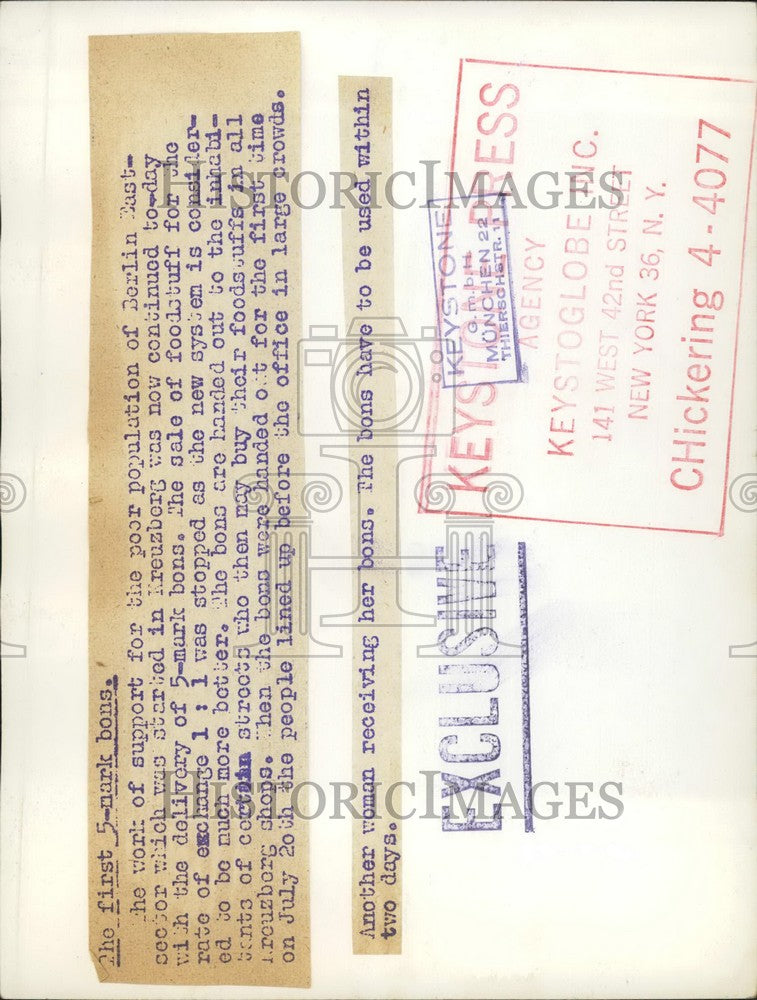 The first 5-mark bons.
The work of support for the poor population of Berlin East-
sector which was started in Kreuzberg was now continued to-day
with the delivery of 5-mark bons. The sale of foodstuff for the
rate of exchange 1 : 1 was stopped as the new system is consider-
ed to be much more better. The bons are handed out to the inhabi-
tants of certain streets who then may buy their foodstuffs in all
Kreuzberg shops. When the bons were handed out for the first time
on July 20th the people lined up before the office in large crowds.
Another woman receiving her bons. The bons have to be used within
two days.
KEYSTONE PRESS
AGENCY
KEYSTOGLOBE INC.
141 WEST 42nd STREET
NEW YORK 36, N. Y.
CHickering 4-4077
KEYSTONE
G.m.b.H
MÜNCHEN 22
THIERSCHSTR. 11
EXCLUSIVE
HISTORICIMAGES
HISTORICIMAGES